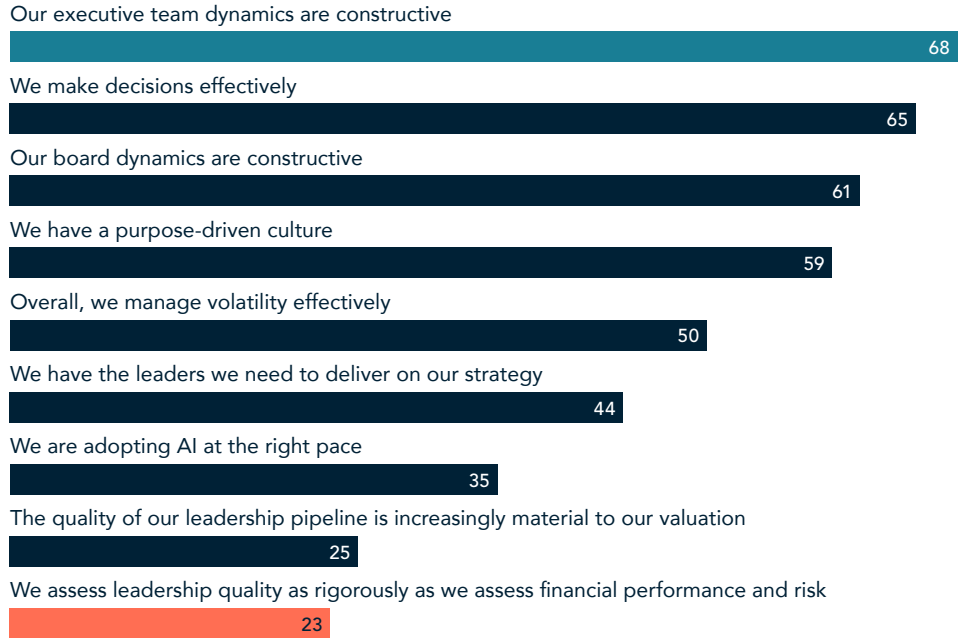 Our executive team dynamics are constructive
68
We make decisions effectively
65
Our board dynamics are constructive
61
We have a purpose-driven culture
59
Overall, we manage volatility effectively
50
We have the leaders we need to deliver on our strategy
44
We are adopting AI at the right pace
35
The quality of our leadership pipeline is increasingly material to our valuation
25
We assess leadership quality as rigorously as we assess financial performance and risk
23